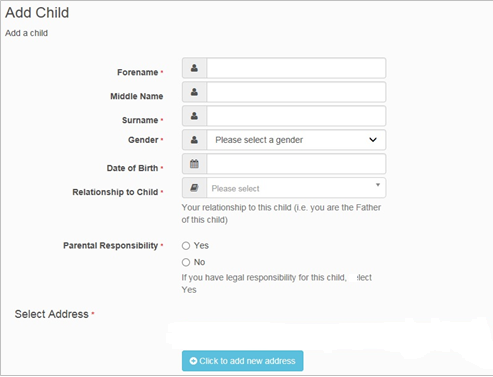 Add Child
Add a child
Forename *
Middle Name
Surname *
Gender * Please select a gender
Date of Birth *
Relationship to Child * Please select
Your relationship to this child (i.e. you are the Father
of this child)
Parental Responsibility * Yes
No
If you have legal responsibility for this child, elect
Yes
Select Address *
Click to add new address